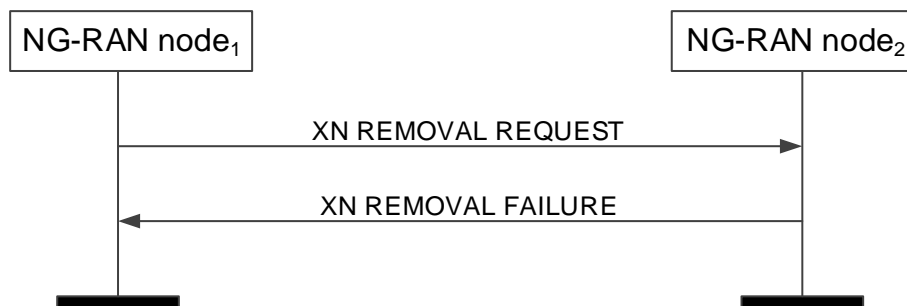 NG-RAN node₁
NG-RAN node₂
XN REMOVAL REQUEST
XN REMOVAL FAILURE